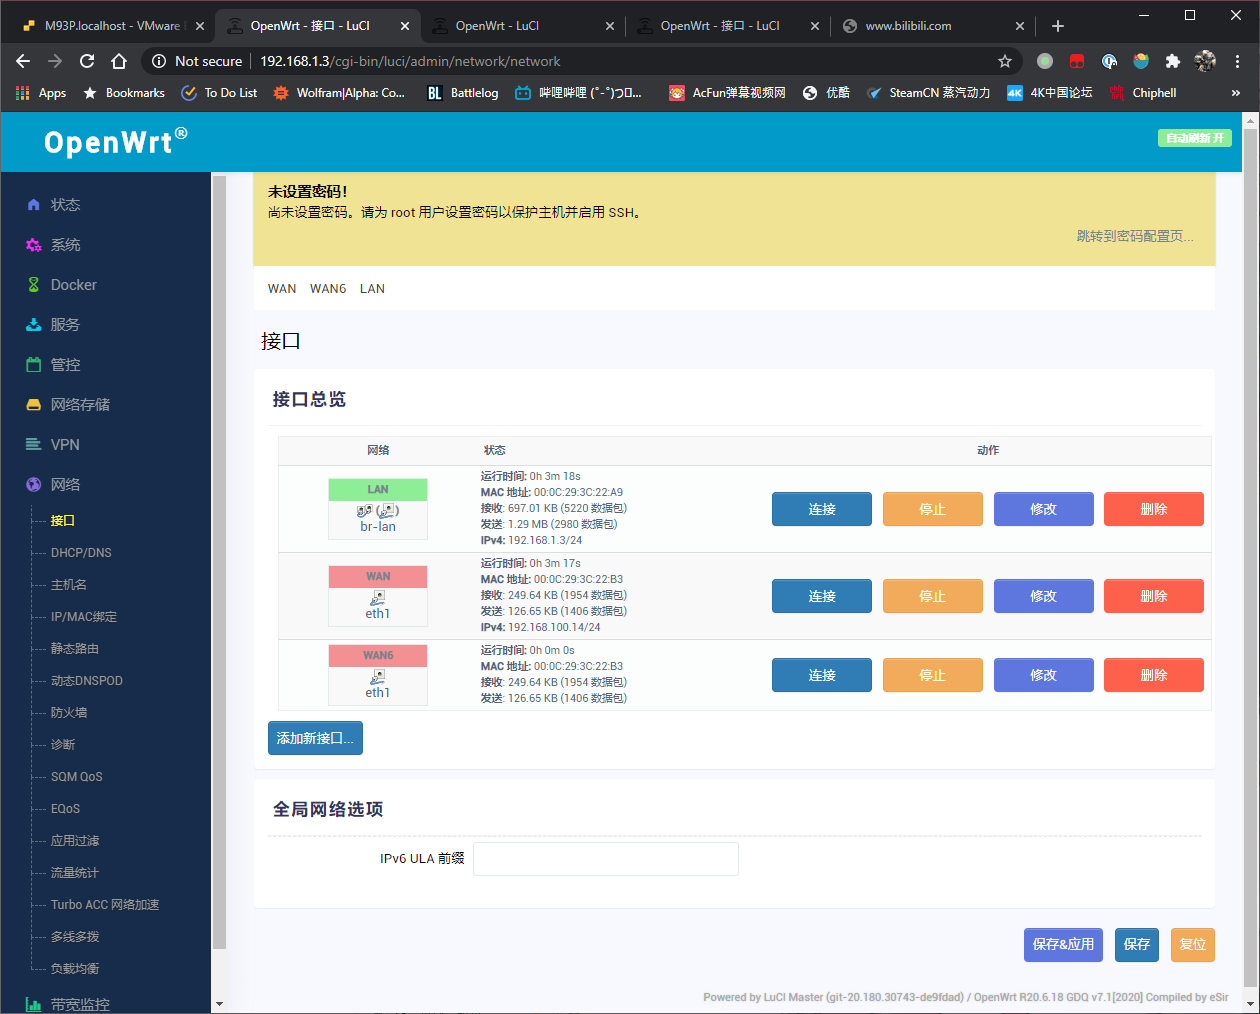 M93P.localhost - VMware
OpenWrt - 接口 - LuCI
OpenWrt - LuCI
OpenWrt - 接口 - LuCI
www.bilibili.com
Not secure
192.168.1.3/cgi-bin/luci/admin/network/network
Apps
Bookmarks
To Do List
Wolfram|Alpha: Co...
BL
Battlelog
AcFun弹幕视频网
优酷
SteamCN 蒸汽动力
4K
4K中国论坛
Chiphell
»
OpenWrt®
自动刷新 开
状态
系统
Docker
服务
管控
网络存储
VPN
网络
接口
DHCP/DNS
主机名
IP/MAC绑定
静态路由
动态DNSPOD
防火墙
诊断
SQM QoS
EQoS
应用过滤
流量统计
Turbo ACC 网络加速
多线多拨
负载均衡
带宽监控
未设置密码！
尚未设置密码。请为 root 用户设置密码以保护主机并启用 SSH。
跳转到密码配置页...
WAN WAN6 LAN
接口
接口总览
网络 状态 动作
LAN
br-lan
运行时间: 0h 3m 18s
MAC 地址: 00:0C:29:3C:22:A9
接收: 697.01 KB (5220 数据包)
发送: 1.29 MB (2980 数据包)
IPv4: 192.168.1.3/24
连接 停止 修改 删除
WAN
eth1
运行时间: 0h 3m 17s
MAC 地址: 00:0C:29:3C:22:B3
接收: 249.64 KB (1954 数据包)
发送: 126.65 KB (1406 数据包)
IPv4: 192.168.100.14/24
连接 停止 修改 删除
WAN6
eth1
运行时间: 0h 0m 0s
MAC 地址: 00:0C:29:3C:22:B3
接收: 249.64 KB (1954 数据包)
发送: 126.65 KB (1406 数据包)
连接 停止 修改 删除
添加新接口...
全局网络选项
IPv6 ULA 前缀
保存&应用 保存 复位
Powered by LuCI Master (git-20.180.30743-de9fdad) / OpenWrt R20.6.18 GDQ v7.1[2020] Compiled by eSir